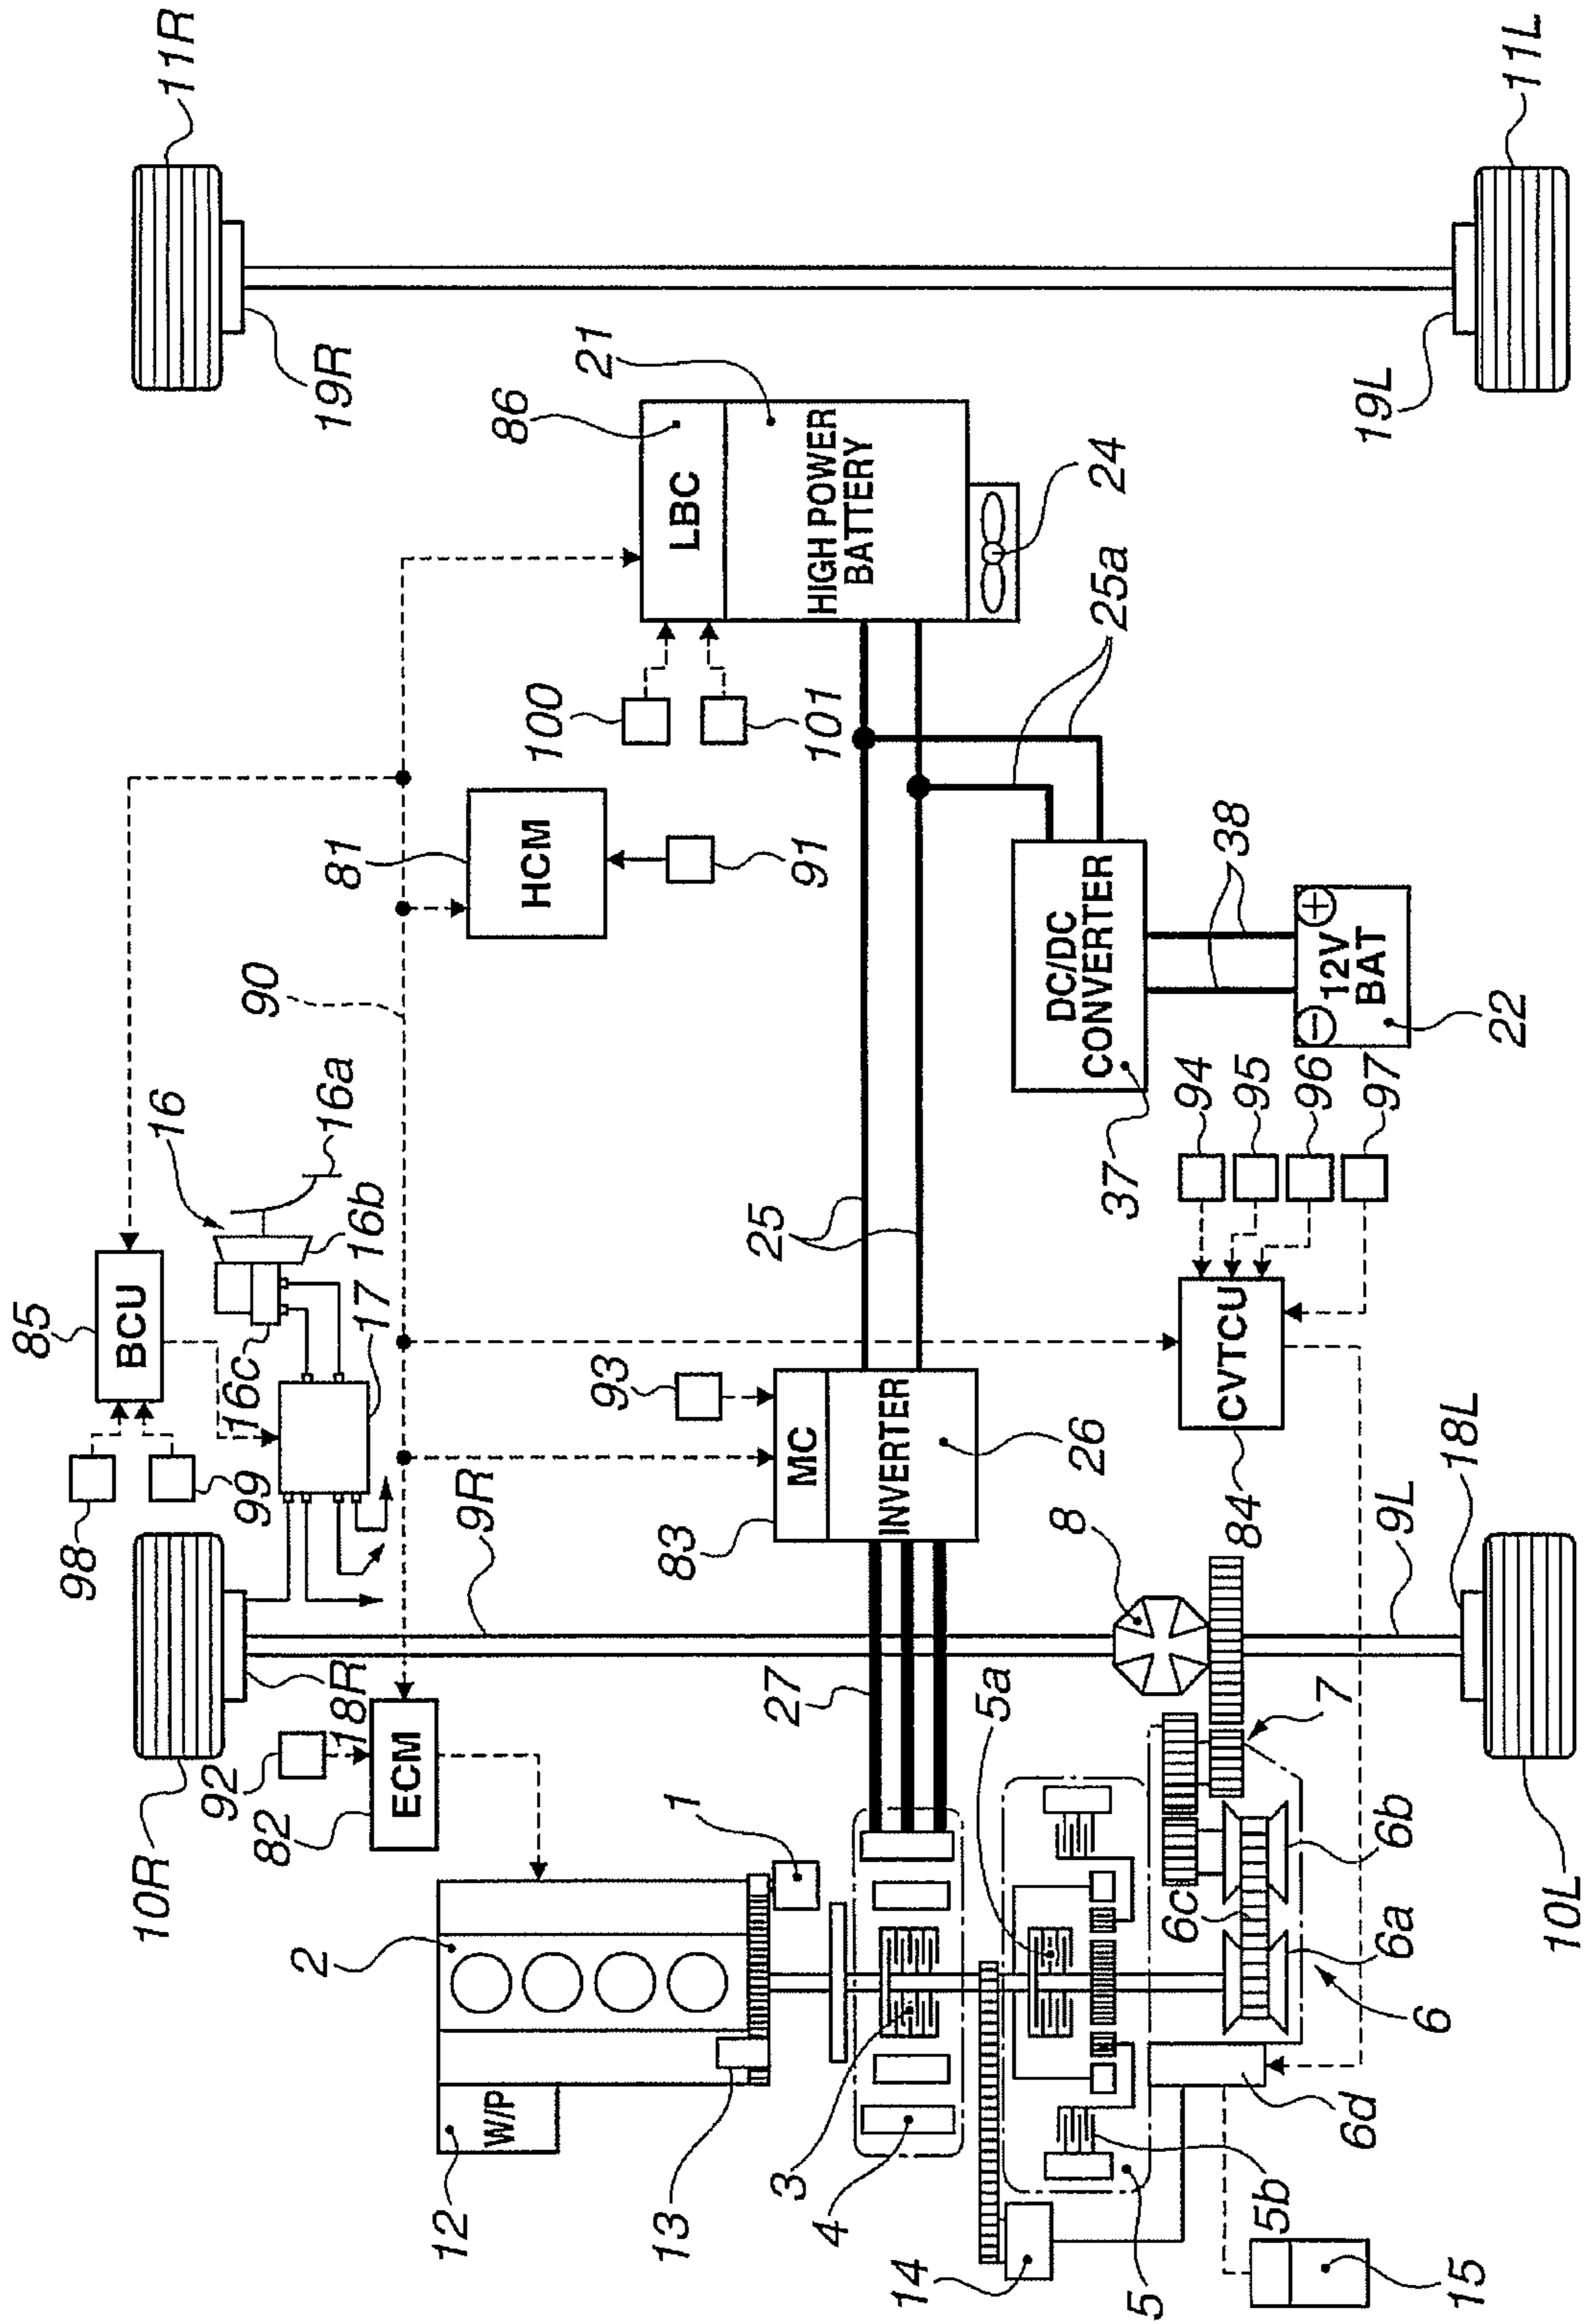 11R
11L
19R
19L
21
86
LBC
HIGH POWER
BATTERY
24
25a
100
101
81
HCM
91
DC/DC
CONVERTER
38
12V
BAT
22
37
90
16
16a
16b
16c
17
85
BCU
98
99
25
93
MC
INVERTER
83
26
94
95
96
97
CVTCU
84
18L
9L
9R
8
10R
18R
92
82
ECM
27
5a
7
10L
1
2
6c
6b
6a
6
6d
12
W/P
13
3
4
14
5
5b
15